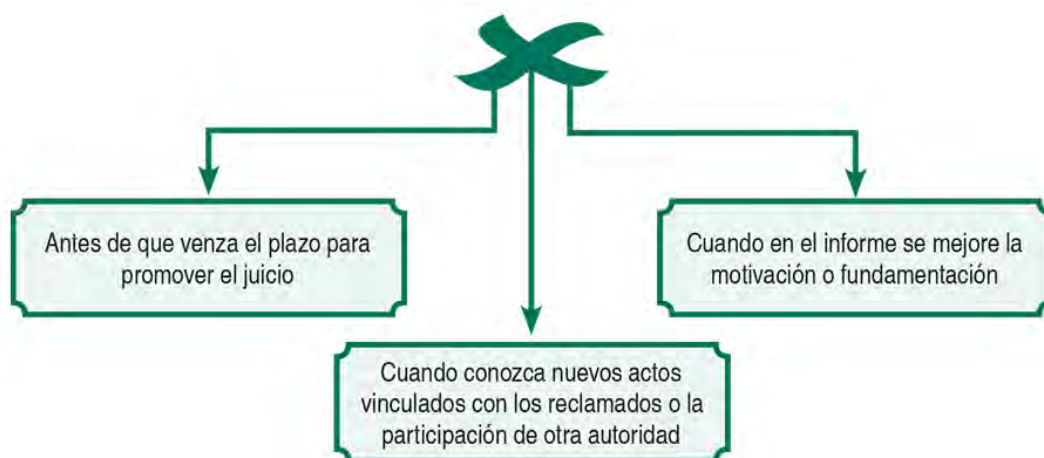 Antes de que venza el plazo para
promover el juicio
Cuando en el informe se mejore la
motivación o fundamentación
Cuando conozca nuevos actos
vinculados con los reclamados o la
participación de otra autoridad